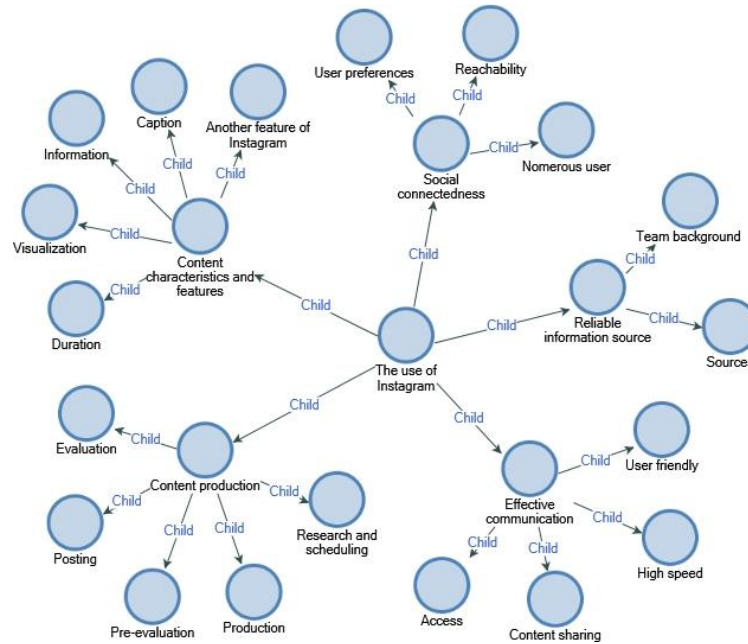 User preferences
Child
Reachability
Child
Nomerous user
Child
Social
connectedness
Child
Caption
Child
Another feature of
Instagram
Child
Information
Child
Visualization
Child
Duration
Child
Content
characteristics and
features
Child
Team background
Child
Sources
Child
Reliable
information source
Child
The use of
Instagram
Child
Evaluation
Child
Content production
Posting
Child
Pre-evaluation
Child
Production
Child
Research and
scheduling
Child
Child
User friendly
Child
Effective
communication
High speed
Child
Access
Child
Content sharing
Child